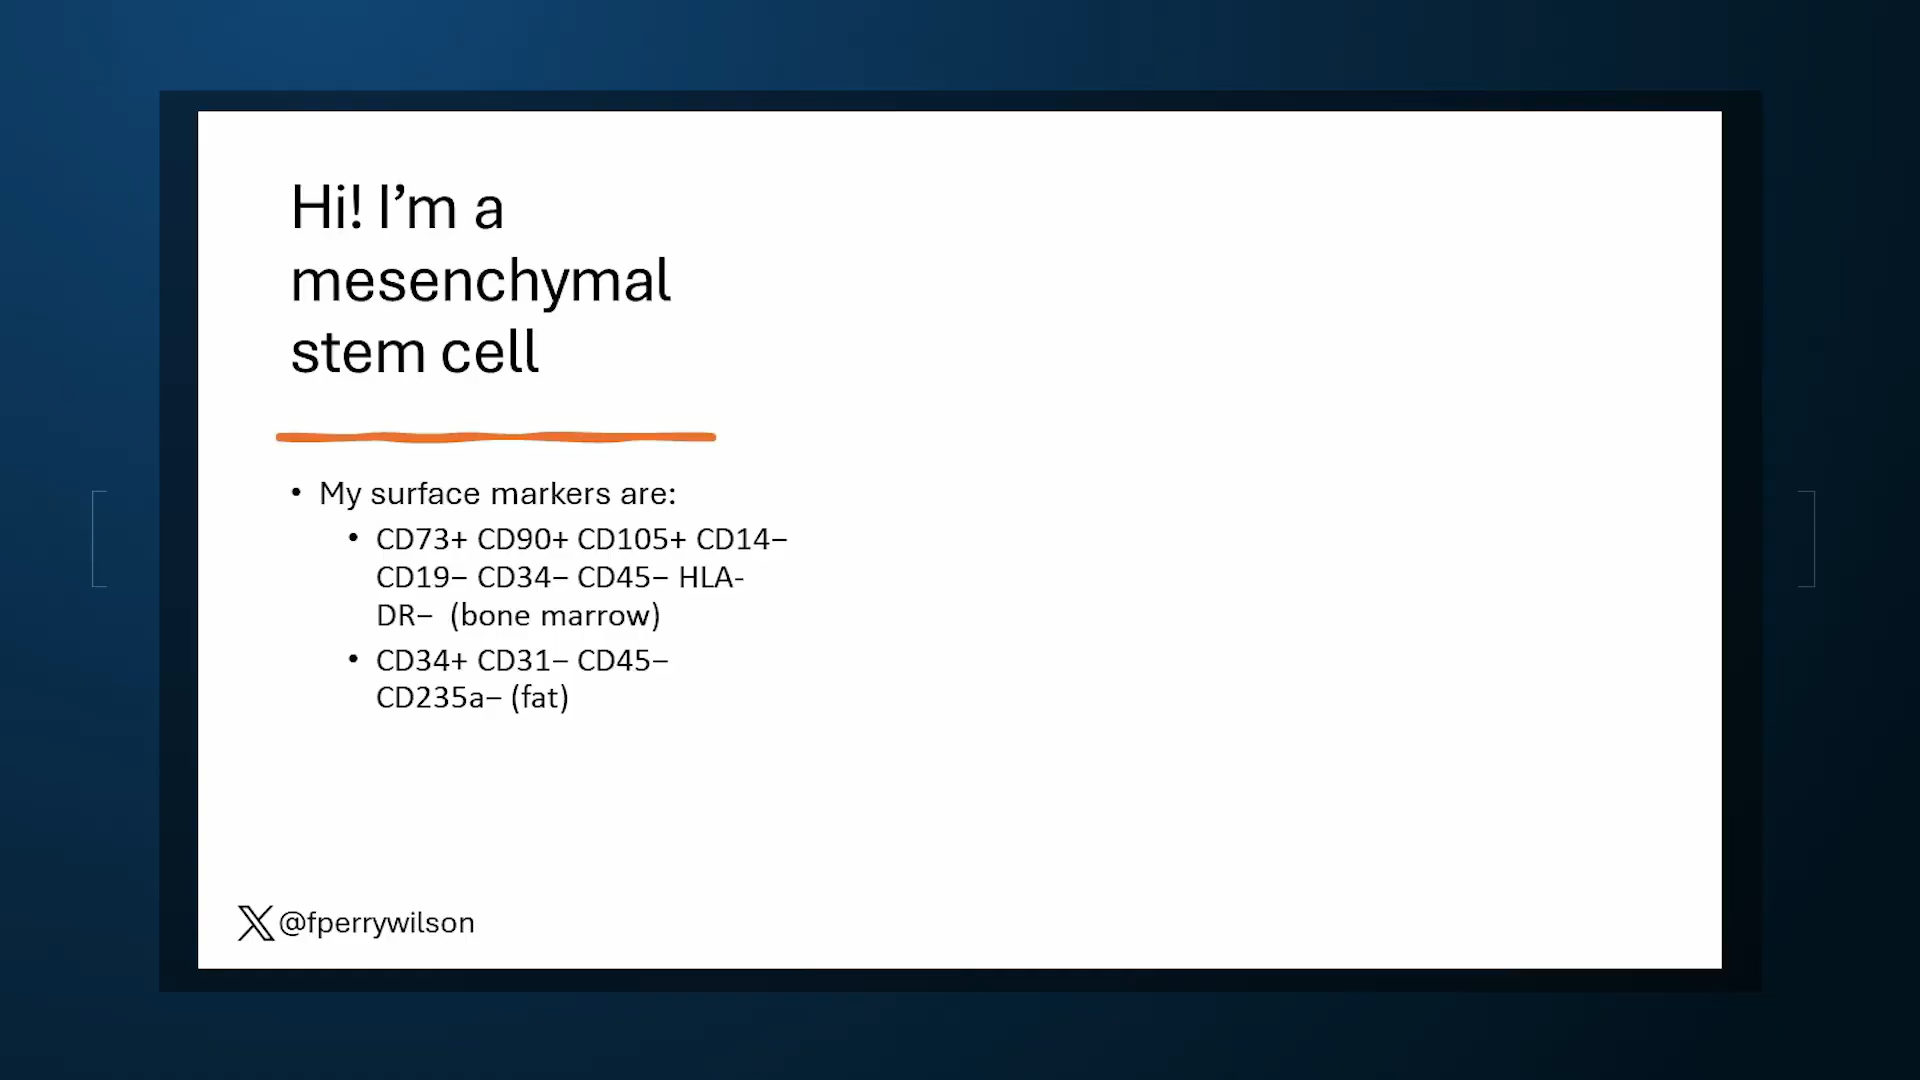 Hi! I’m a
mesenchymal
stem cell
• My surface markers are:
• CD73+ CD90+ CD105+ CD14−
CD19− CD34− CD45− HLA-
DR−  (bone marrow)
• CD34+ CD31− CD45−
CD235a− (fat)
X @fperrywilson